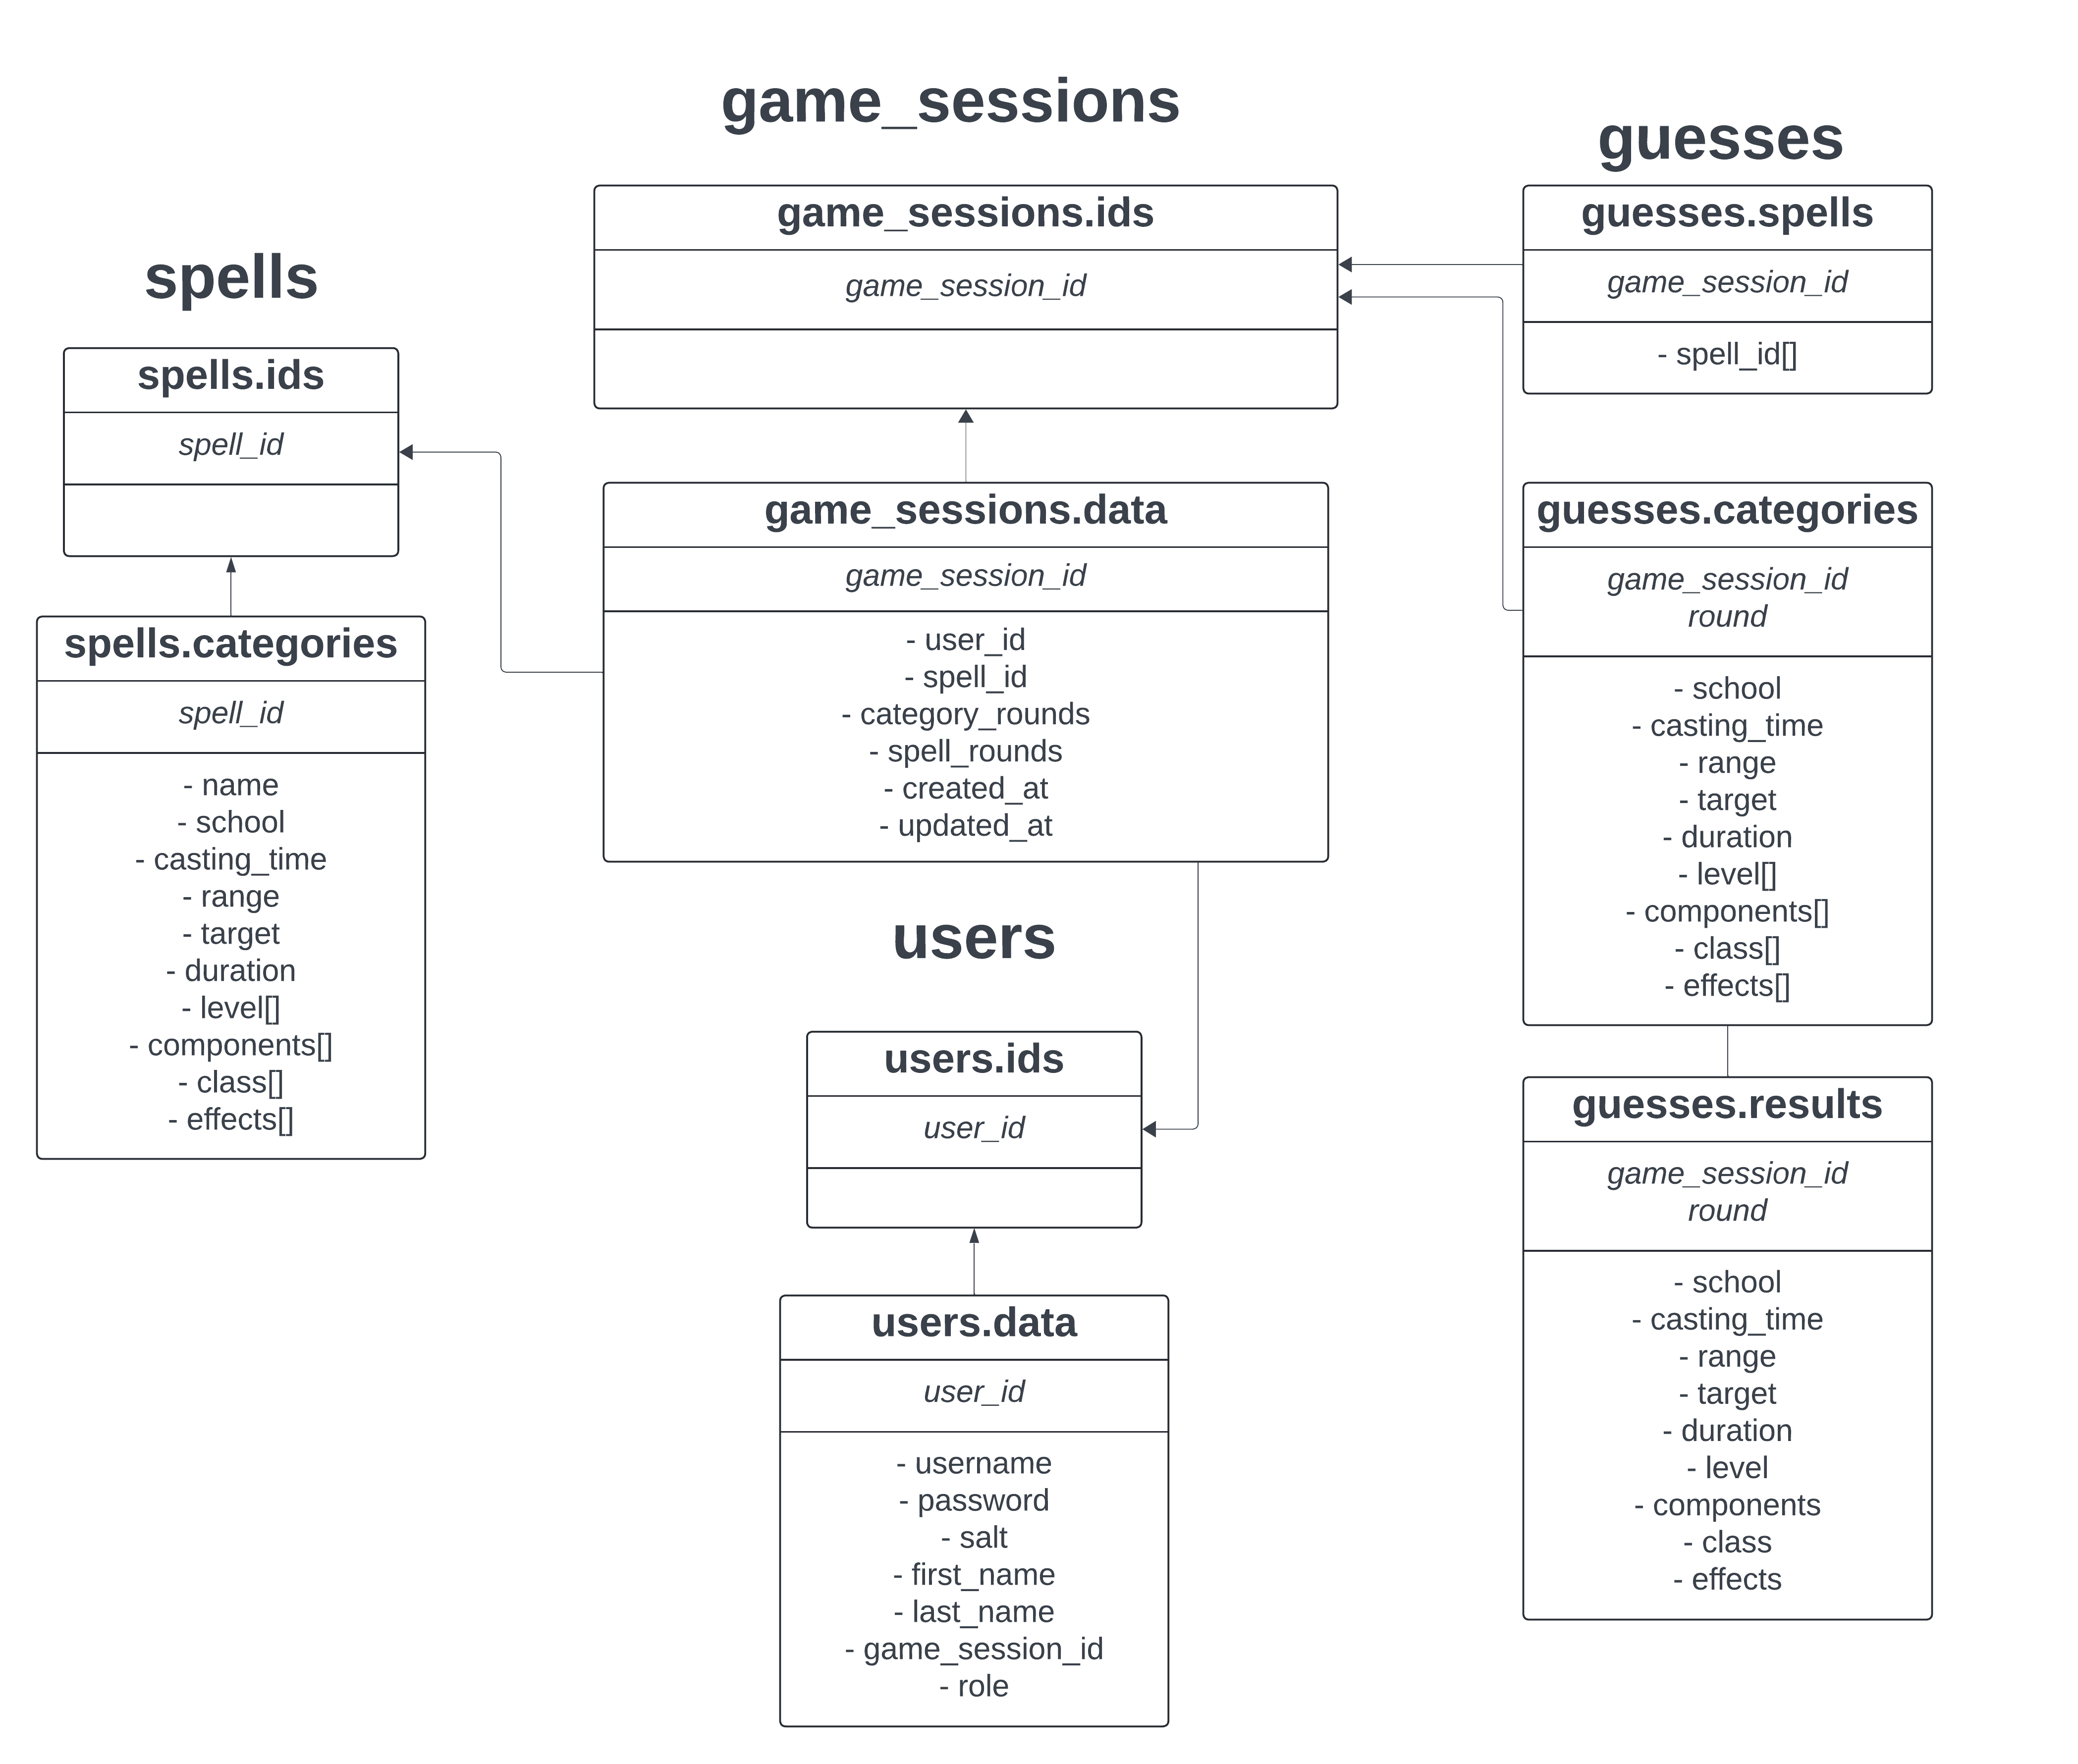 game_sessions
guesses
spells
game_sessions.ids
game_session_id
guesses.spells
game_session_id
- spell_id[]
spells.ids
spell_id
spells.categories
spell_id
- name
- school
- casting_time
- range
- target
- duration
- level[]
- components[]
- class[]
- effects[]
game_sessions.data
game_session_id
- user_id
- spell_id
- category_rounds
- spell_rounds
- created_at
- updated_at
guesses.categories
game_session_id
round
- school
- casting_time
- range
- target
- duration
- level[]
- components[]
- class[]
- effects[]
users
users.ids
user_id
users.data
user_id
- username
- password
- salt
- first_name
- last_name
- game_session_id
- role
guesses.results
game_session_id
round
- school
- casting_time
- range
- target
- duration
- level
- components
- class
- effects